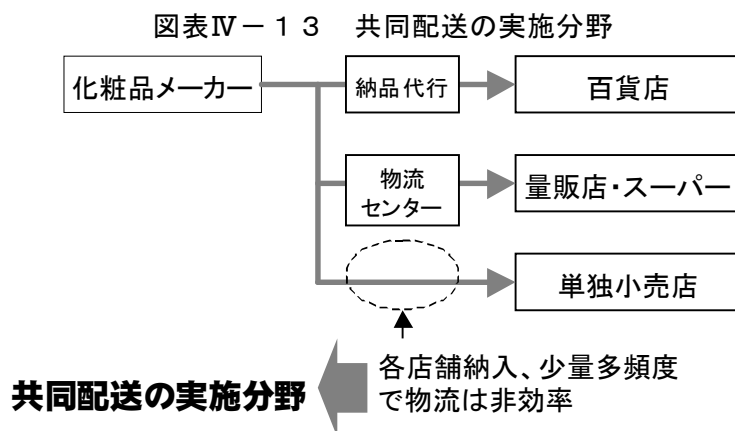 図表Ⅳ－１３　共同配送の実施分野
化粧品メーカー
納品代行
百貨店
物流
センター
量販店・スーパー
単独小売店
各店舗納入、少量多頻度
で物流は非効率
共同配送の実施分野